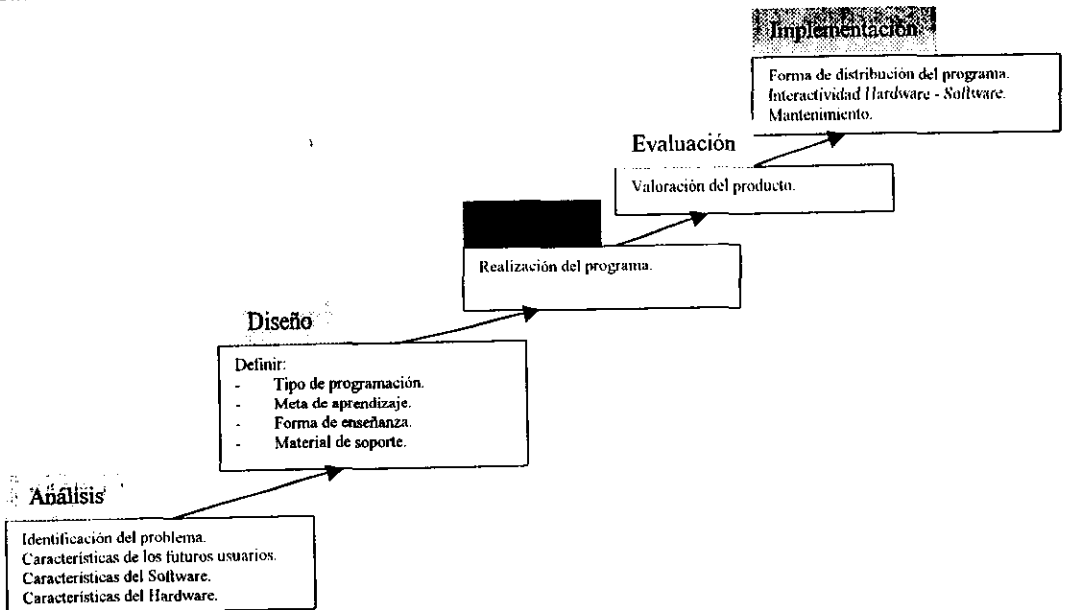 Implementación
Forma de distribución del programa.
Interactividad Hardware - Software.
Mantenimiento.
Evaluación
Valoración del producto.
Realización del programa.
Diseño
Definir:
- Tipo de programación.
- Meta de aprendizaje.
- Forma de enseñanza.
- Material de soporte.
Análisis
Identificación del problema.
Características de los futuros usuarios.
Características del Software.
Características del Hardware.